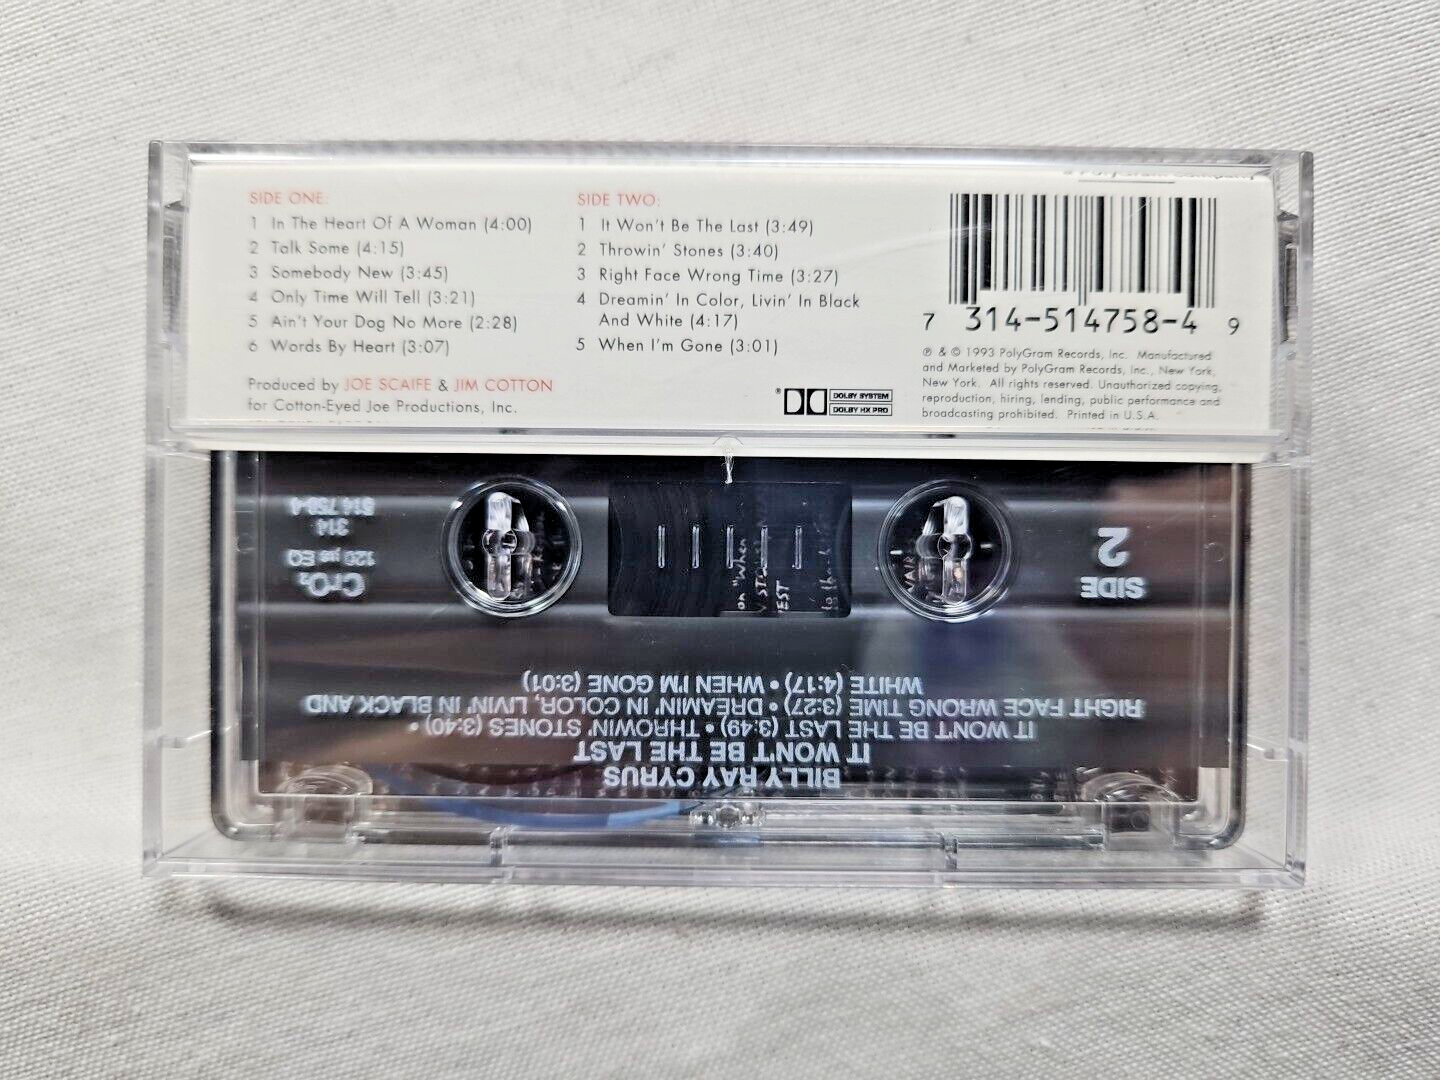 a PolyGram Company
SIDE ONE:
1 In The Heart Of A Woman (4:00)
2 Talk Some (4:15)
3 Somebody New (3:45)
4 Only Time Will Tell (3:21)
5 Ain't Your Dog No More (2:28)
6 Words By Heart (3:07)
Produced by JOE SCAIFE & JIM COTTON
for Cotton-Eyed Joe Productions, Inc.
SIDE TWO:
1 It Won't Be The Last (3:49)
2 Throwin' Stones (3:40)
3 Right Face Wrong Time (3:27)
4 Dreamin' In Color, Livin' In Black
And White (4:17)
5 When I'm Gone (3:01)
® DOLBY SYSTEM
DOLBY HX PRO
7 314-514758-4 9
℗ & © 1993 PolyGram Records, Inc. Manufactured
and Marketed by PolyGram Records, Inc., New York,
New York. All rights reserved. Unauthorized copying,
reproduction, hiring, lending, public performance and
broadcasting prohibited. Printed in U.S.A.
BILLY RAY CYRUS
IT WON'T BE THE LAST
IT WON'T BE THE LAST (3:49) • THROWIN' STONES (3:40) •
RIGHT FACE WRONG TIME (3:27) • DREAMIN' IN COLOR, LIVIN' IN BLACK AND
WHITE (4:17) • WHEN I'M GONE (3:01)
SIDE
2
CrO₂
120 µs EQ
314
514 758-4
on "When